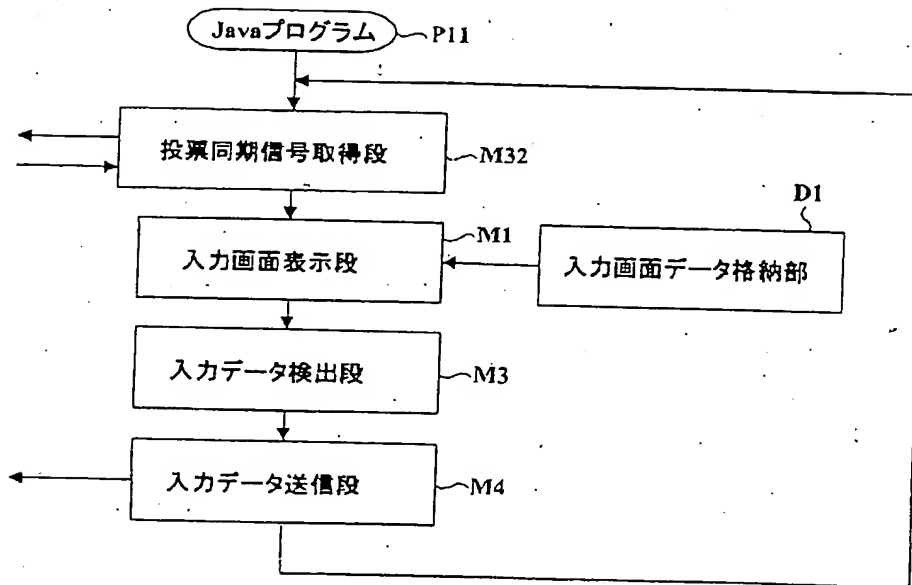 Javaプログラム
P11
投票同期信号取得段
M32
入力画面表示段
M1
D1
入力画面データ格納部
入力データ検出段
M3
入力データ送信段
M4